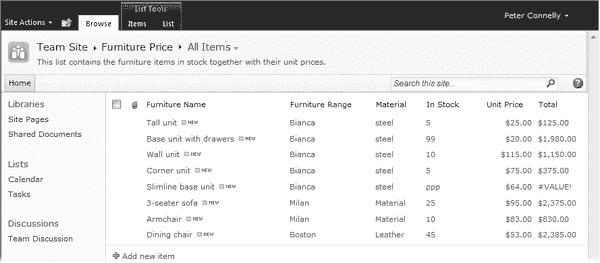 List Tools
Site Actions Browse Items List Peter Connelly
Team Site Furniture Price All Items
This list contains the furniture items in stock together with their unit prices.
Home Search this site...
Libraries
Site Pages
Shared Documents
Lists
Calendar
Tasks
Discussions
Team Discussion
Furniture Name Furniture Range Material In Stock Unit Price Total
Tall unit NEW Bianca steel 5 $25.00 $125.00
Base unit with drawers NEW Bianca steel 99 $20.00 $1,980.00
Wall unit NEW Bianca steel 10 $115.00 $1,150.00
Corner unit NEW Bianca steel 5 $75.00 $375.00
Slimline base unit NEW Bianca steel ppp $64.00 #VALUE!
3-seater sofa NEW Milan Material 25 $95.00 $2,375.00
Armchair NEW Milan Material 10 $83.00 $830.00
Dining chair NEW Boston Leather 45 $53.00 $2,385.00
Add new item